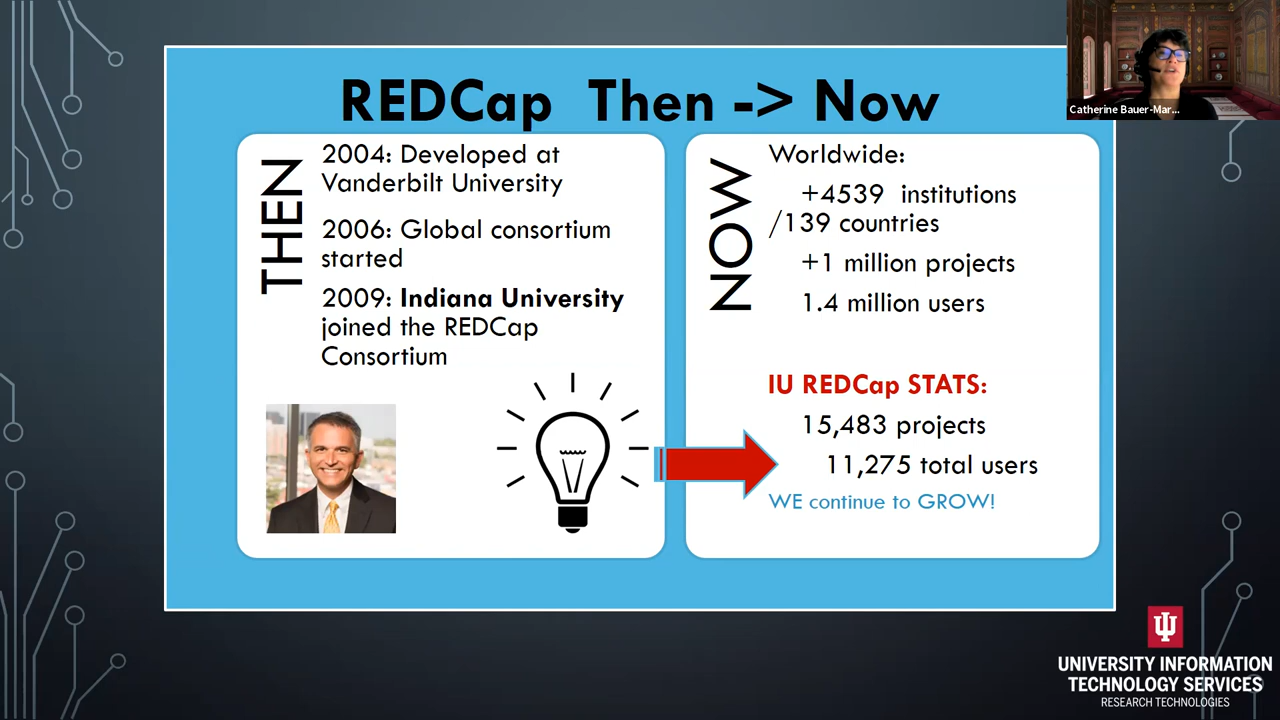 REDCap Then -> Now
THEN
2004: Developed at
Vanderbilt University
2006: Global consortium
started
2009: Indiana University
joined the REDCap
Consortium
NOW
Worldwide:
+4539 institutions
/139 countries
+1 million projects
1.4 million users
IU REDCap STATS:
15,483 projects
11,275 total users
WE continue to GROW!
Catherine Bauer-Mar...
UNIVERSITY INFORMATION
TECHNOLOGY SERVICES
RESEARCH TECHNOLOGIES